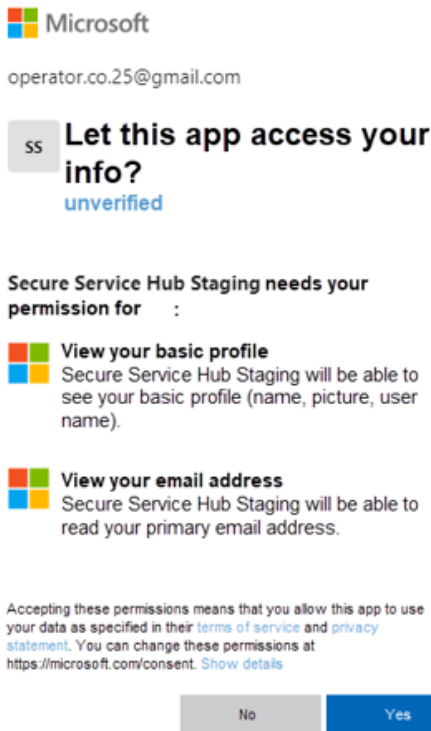 Microsoft
operator.co.25@gmail.com
SS
Let this app access your
info?
unverified
Secure Service Hub Staging needs your
permission for :
View your basic profile
Secure Service Hub Staging will be able to
see your basic profile (name, picture, user
name).
View your email address
Secure Service Hub Staging will be able to
read your primary email address.
Accepting these permissions means that you allow this app to use
your data as specified in their terms of service and privacy
statement. You can change these permissions at
https://microsoft.com/consent. Show details
No
Yes